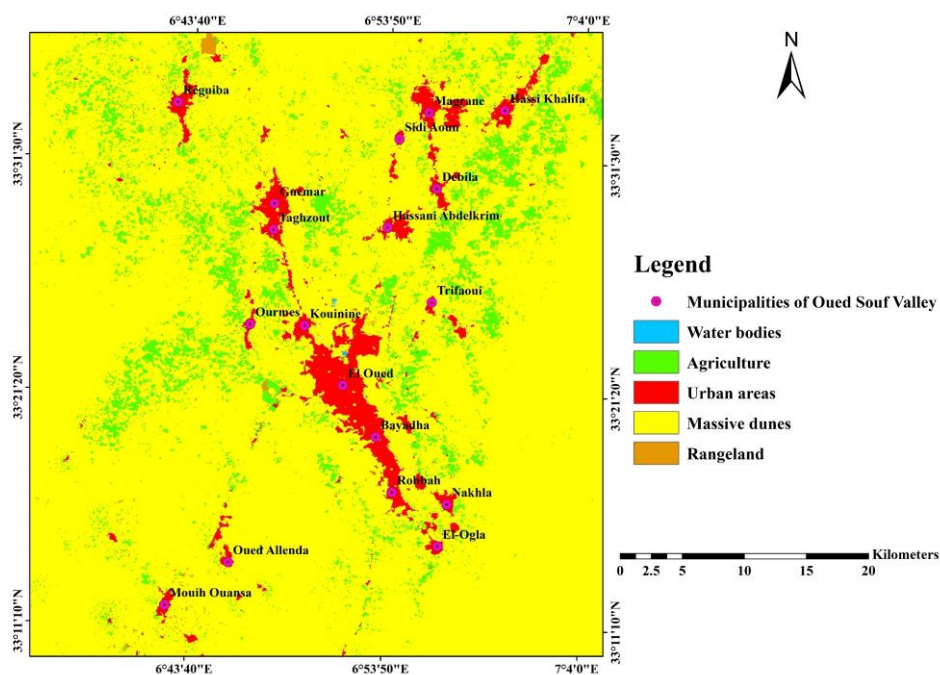 6°43'40"E 6°53'50"E 7°4'0"E
N
Reguiba
Magrane
Hassi Khalifa
Sidi Aoun
33°31'30"N
33°31'30"N
Debila
Guemar
Hassani Abdelkrim
Taghzout
Legend
Trifaoui
Municipalities of Oued Souf Valley
Ourmes
Kouinine
Water bodies
Agriculture
El Oued
33°21'20"N
33°21'20"N
Urban areas
Massive dunes
Bayadha
Rangeland
Robbah
Nakhla
El-Ogla
Oued Allenda
Kilometers
0 2.5 5 10 15 20
Mouih Ouansa
33°11'10"N
33°11'10"N
6°43'40"E 6°53'50"E 7°4'0"E